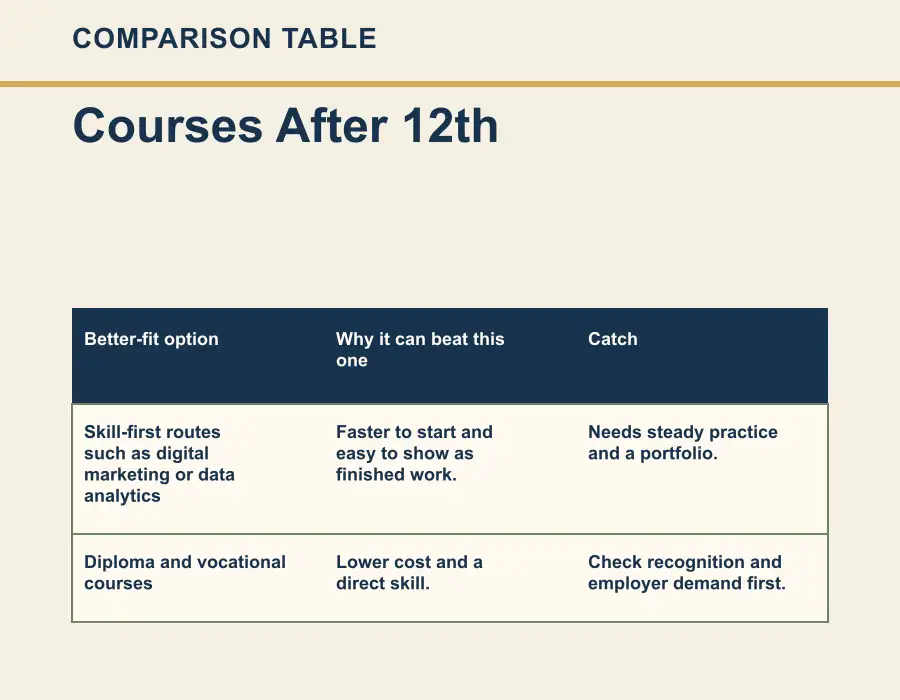 COMPARISON TABLE
Courses After 12th
Better-fit option
Why it can beat this
one
Catch
Skill-first routes
such as digital
marketing or data
analytics
Faster to start and
easy to show as
finished work.
Needs steady practice
and a portfolio.
Diploma and vocational
courses
Lower cost and a
direct skill.
Check recognition and
employer demand first.